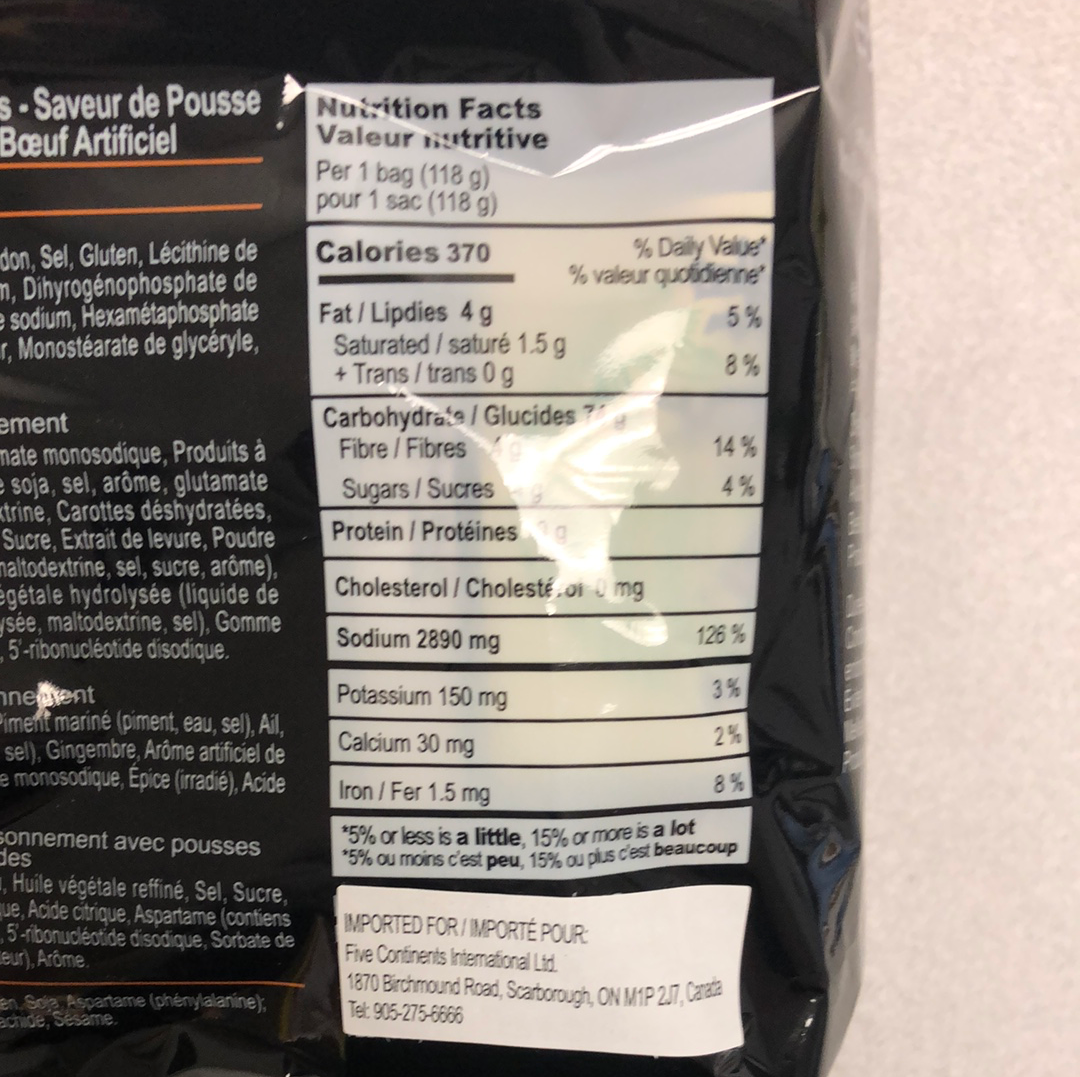 s - Saveur de Pousse
Bœuf Artificiel
don, Sel, Gluten, Lécithine de
m, Dihyrogénophosphate de
e sodium, Hexamétaphosphate
r, Monostéarate de glycéryle,
ement
mate monosodique, Produits à
e soja, sel, arôme, glutamate
xtrine, Carottes déshydratées,
Sucre, Extrait de levure, Poudre
maltodextrine, sel, sucre, arôme),
égétale hydrolysée (liquide de
ysée, maltodextrine, sel), Gomme
, 5'-ribonucléotide disodique.
Piment mariné (piment, eau, sel), Ail,
sel), Gingembre, Arôme artificiel de
e monosodique, Épice (irradié), Acide
sonnement avec pousses
des
, Huile végétale reffiné, Sel, Sucre,
que, Acide citrique, Aspartame (contiens
, 5'-ribonucléotide disodique, Sorbate de
eur), Arôme.
en, Soja, Aspartame (phénylalanine);
achide, Sésame.
Nutrition Facts
Valeur nutritive
Per 1 bag (118 g)
pour 1 sac (118 g)
Calories 370
% Daily Value*
% valeur quotidienne*
Fat / Lipdies 4 g 5 %
Saturated / saturé 1.5 g
+ Trans / trans 0 g 8 %
Carbohydrate / Glucides
Fibre / Fibres 14 %
Sugars / Sucres 4 %
Protein / Protéines
Cholesterol / Cholestérol 0 mg
Sodium 2890 mg 126 %
Potassium 150 mg 3 %
Calcium 30 mg 2 %
Iron / Fer 1.5 mg 8 %
*5% or less is a little, 15% or more is a lot
*5% ou moins c'est peu, 15% ou plus c'est beaucoup
IMPORTED FOR / IMPORTÉ POUR:
Five Continents International Ltd.
1870 Birchmound Road, Scarborough, ON M1P 2J7, Canada
Tel: 905-275-6666